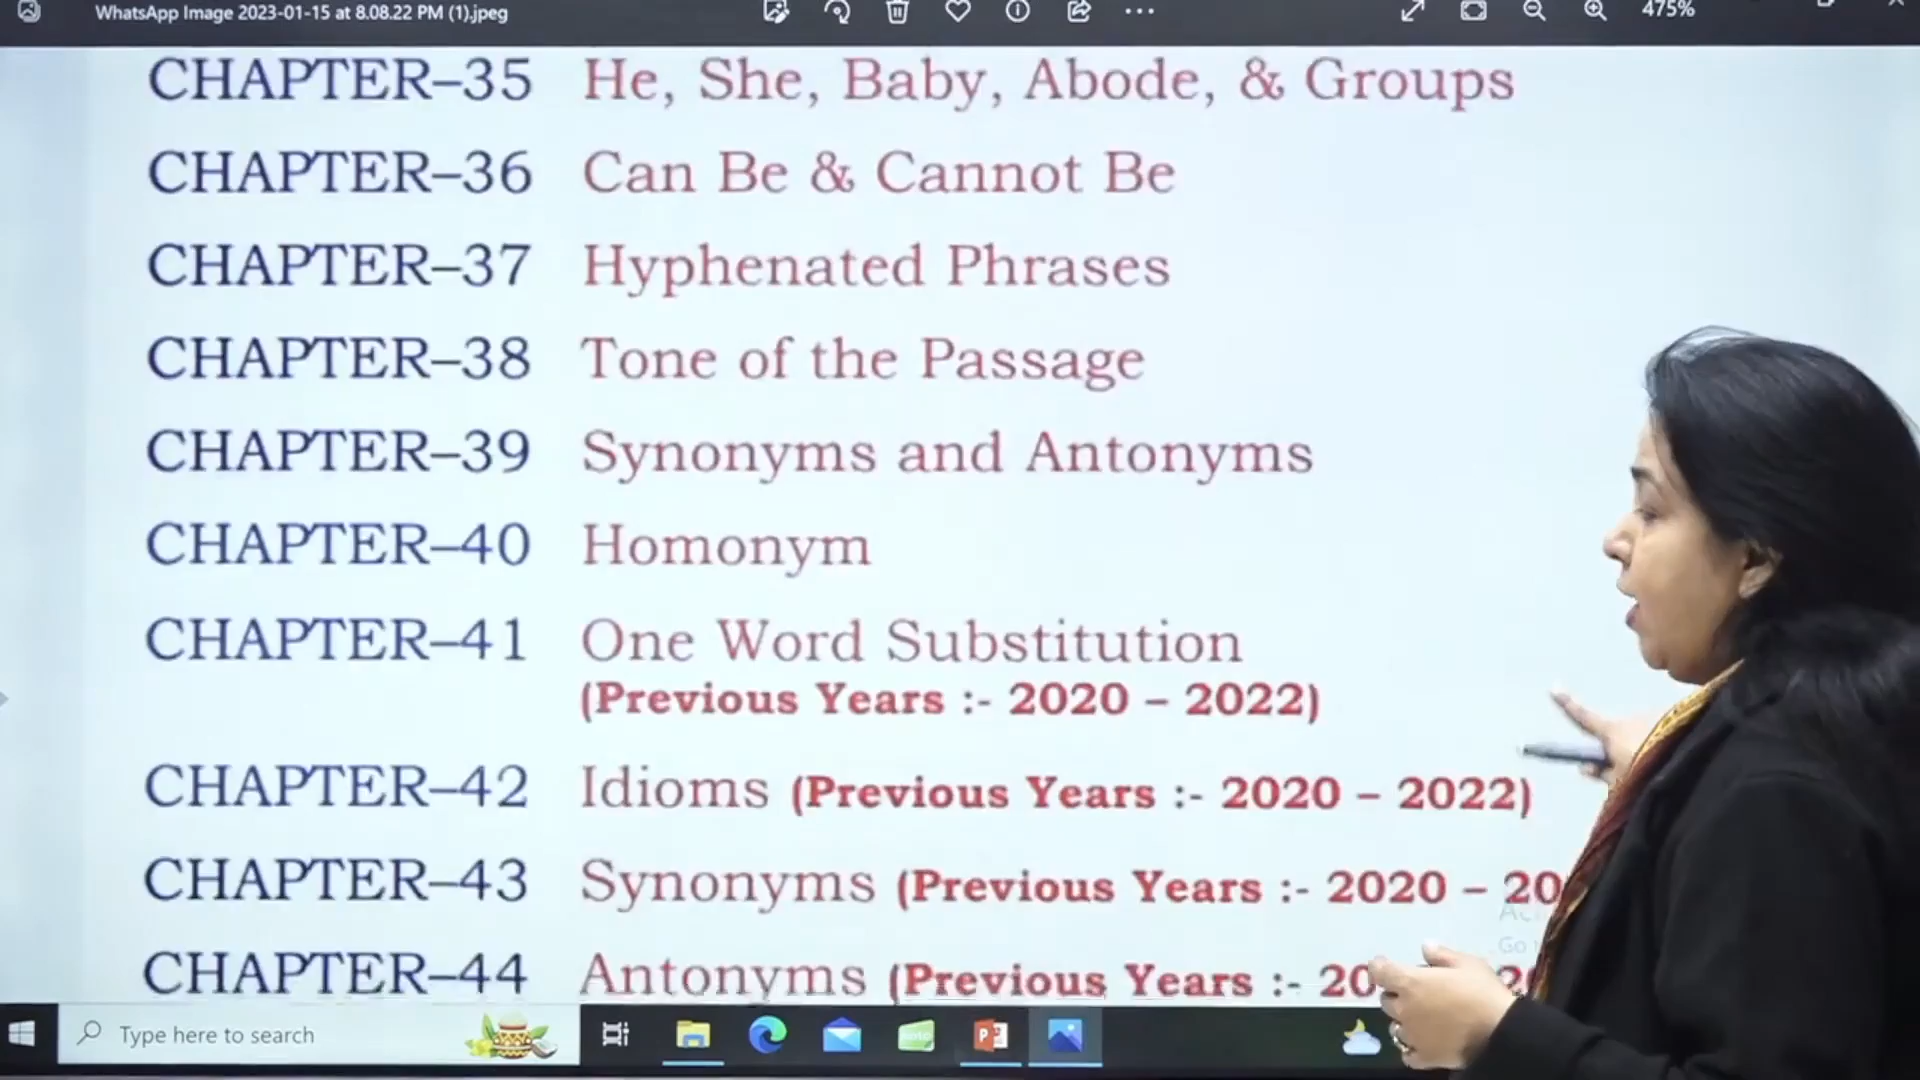 WhatsApp Image 2023-01-15 at 8.08.22 PM (1).jpeg
475%
CHAPTER–35 He, She, Baby, Abode, & Groups
CHAPTER–36 Can Be & Cannot Be
CHAPTER–37 Hyphenated Phrases
CHAPTER–38 Tone of the Passage
CHAPTER–39 Synonyms and Antonyms
CHAPTER–40 Homonym
CHAPTER–41 One Word Substitution
(Previous Years :- 2020 – 2022)
CHAPTER–42 Idioms (Previous Years :- 2020 – 2022)
CHAPTER–43 Synonyms (Previous Years :- 2020 – 20
CHAPTER–44 Antonyms (Previous Years :- 20
Go
Type here to search